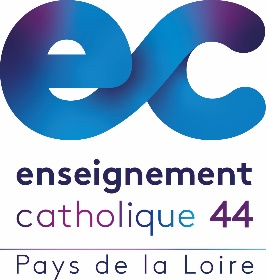 ec
enseignement
catholique 44
Pays de la Loire